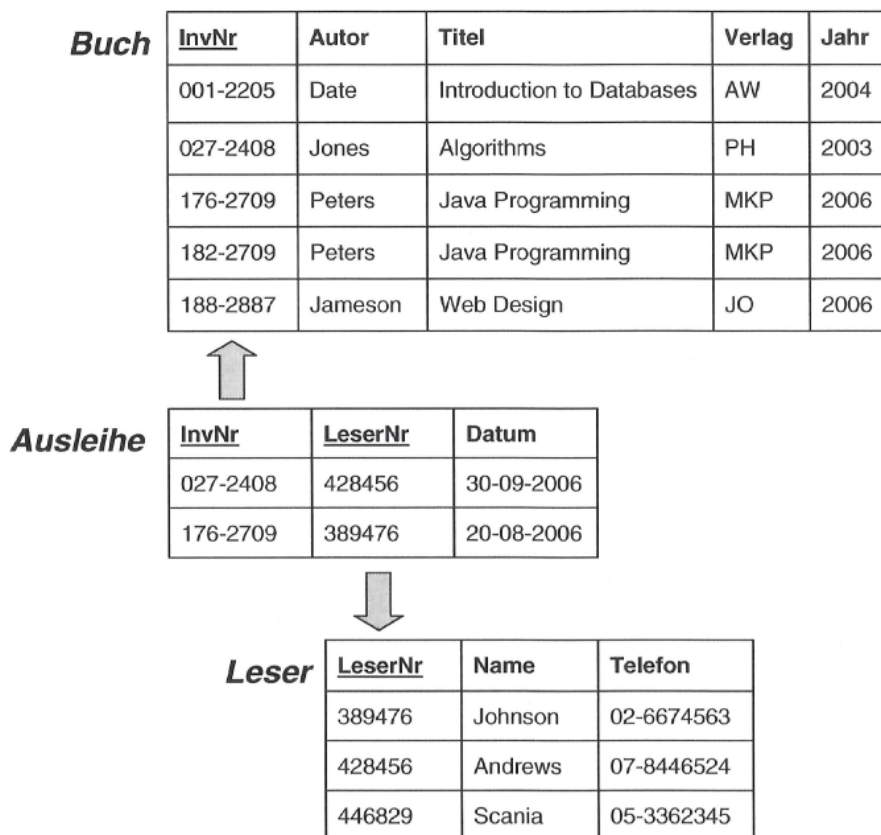 Buch InvNr Autor Titel Verlag Jahr
001-2205 Date Introduction to Databases AW 2004
027-2408 Jones Algorithms PH 2003
176-2709 Peters Java Programming MKP 2006
182-2709 Peters Java Programming MKP 2006
188-2887 Jameson Web Design JO 2006
Ausleihe InvNr LeserNr Datum
027-2408 428456 30-09-2006
176-2709 389476 20-08-2006
Leser LeserNr Name Telefon
389476 Johnson 02-6674563
428456 Andrews 07-8446524
446829 Scania 05-3362345